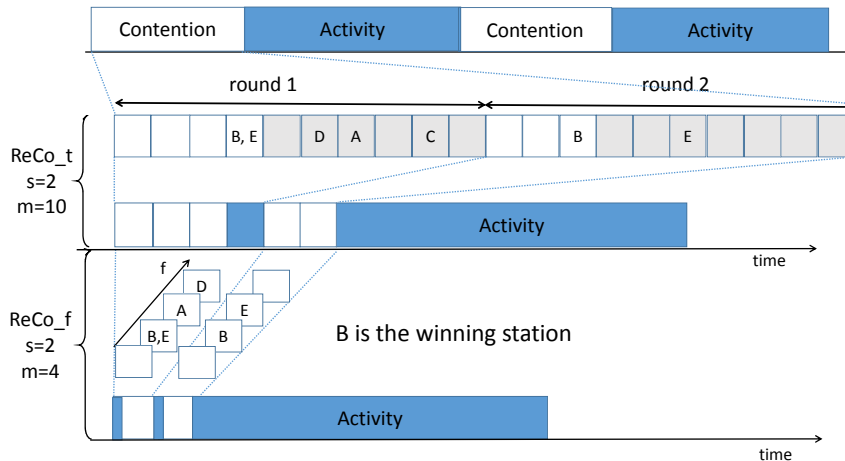 Contention Activity Contention Activity
round 1 round 2
B, E D A C B E
ReCo_t
s=2
m=10
Activity
time
f
D
A E
B,E B
ReCo_f
s=2
m=4
B is the winning station
Activity
time